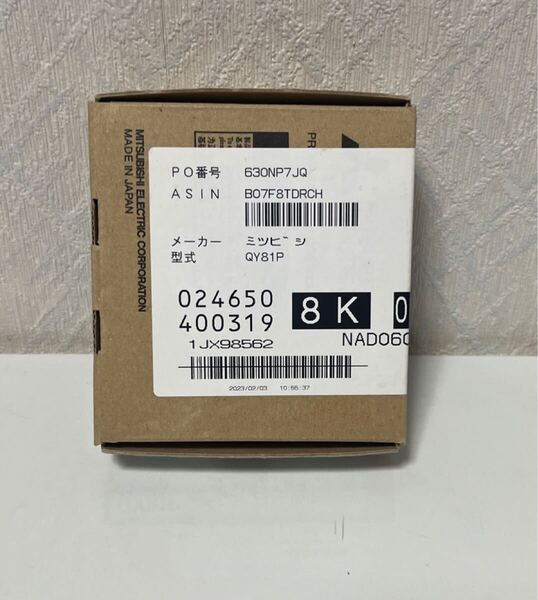 MITSUBISHI ELECTRIC CORPORATION
MADE IN JAPAN
PO番号 630NP7JQ
ASIN B07F8TDRCH
メーカー ミツビシ
型式 QY81P
024650
400319
8K
1JX98562
NAD060
2023/02/03 10:55:37